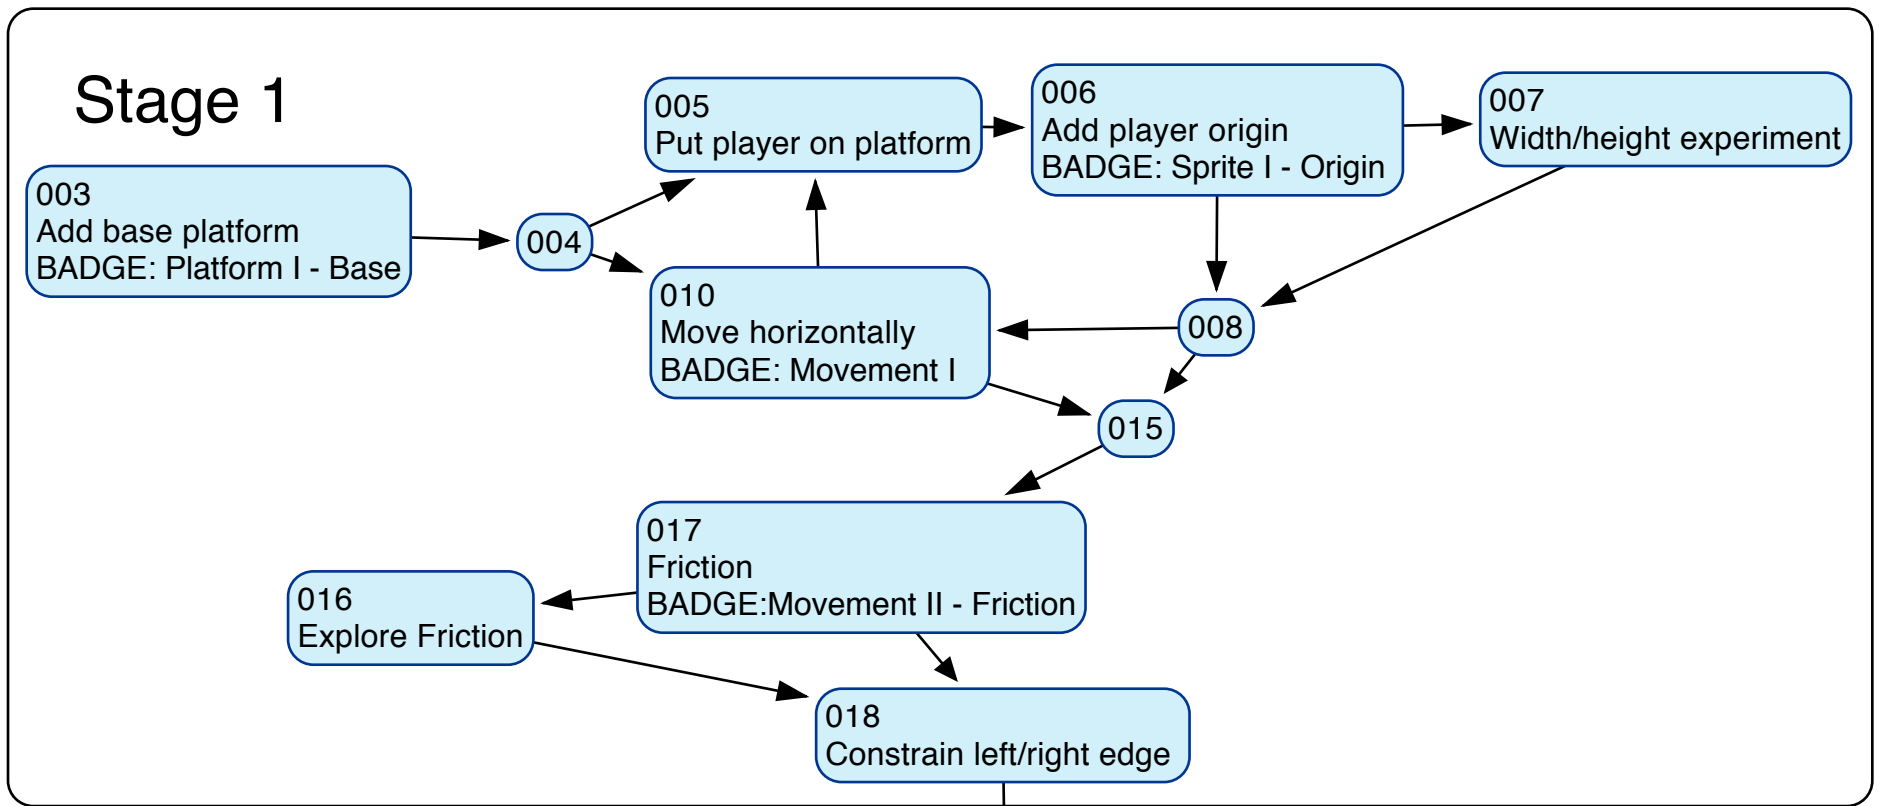 Stage 1
003
Add base platform
BADGE: Platform I - Base
004
005
Put player on platform
006
Add player origin
BADGE: Sprite I - Origin
007
Width/height experiment
010
Move horizontally
BADGE: Movement I
008
015
017
Friction
BADGE:Movement II - Friction
016
Explore Friction
018
Constrain left/right edge